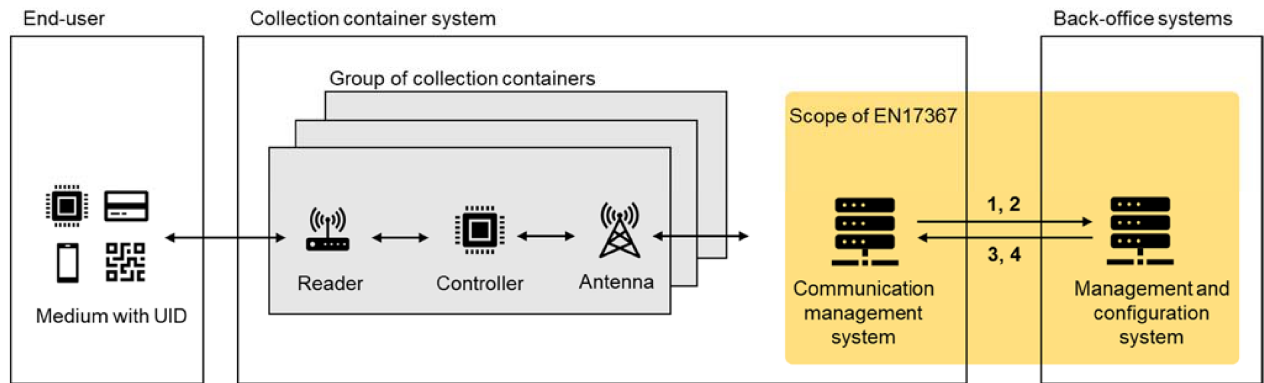 End-user
Collection container system
Back-office systems
Group of collection containers
Scope of EN17367
1, 2
3, 4
Reader
Controller
Antenna
Medium with UID
Communication
management
system
Management and
configuration
system